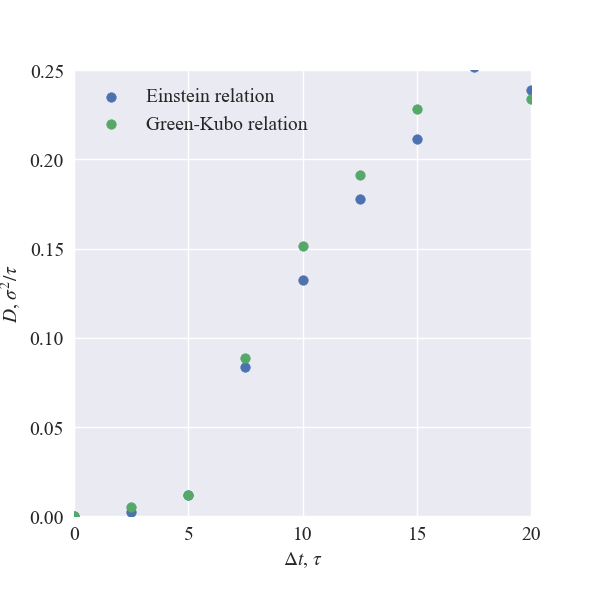 0.25
0.20
0.15
0.10
0.05
0.00
D, σ²/τ
Einstein relation
Green-Kubo relation
0 5 10 15 20
Δt, τ